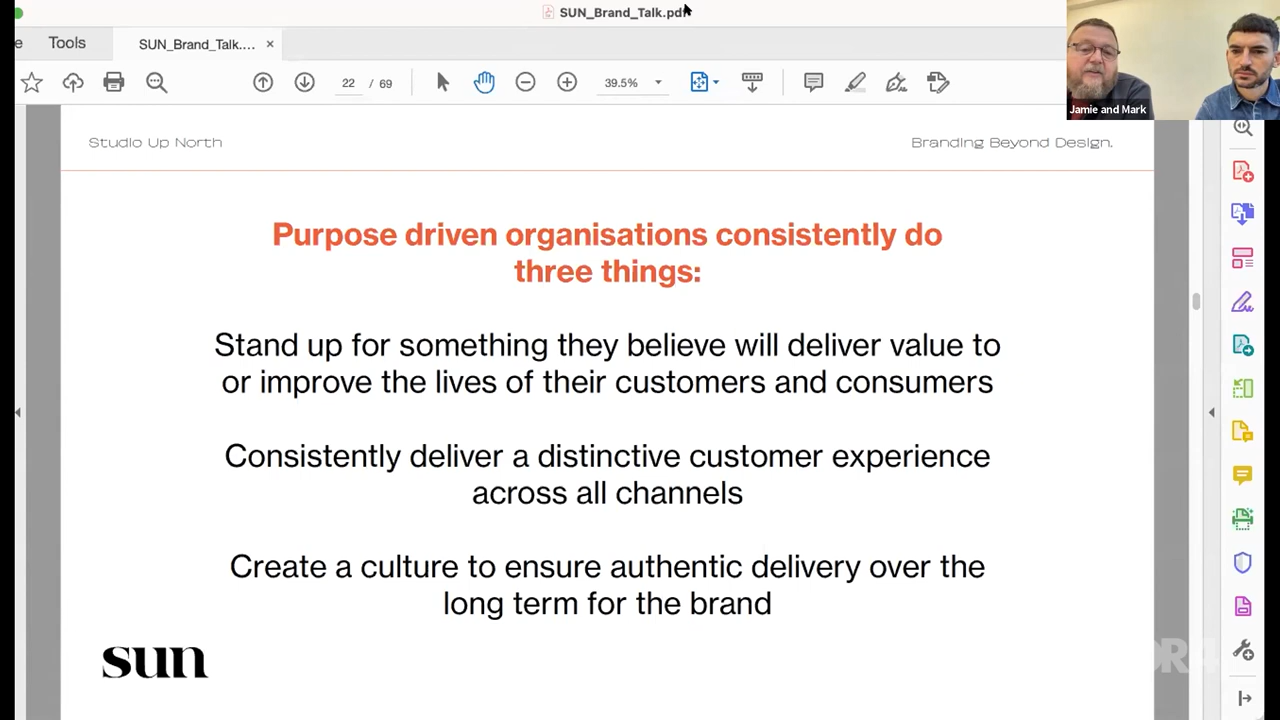 SUN_Brand_Talk.pdf
e
Tools
SUN_Brand_Talk....
22 / 69
39.5%
Jamie and Mark
Studio Up North
Branding Beyond Design.
Purpose driven organisations consistently do
three things:
Stand up for something they believe will deliver value to
or improve the lives of their customers and consumers
Consistently deliver a distinctive customer experience
across all channels
Create a culture to ensure authentic delivery over the
long term for the brand
sun